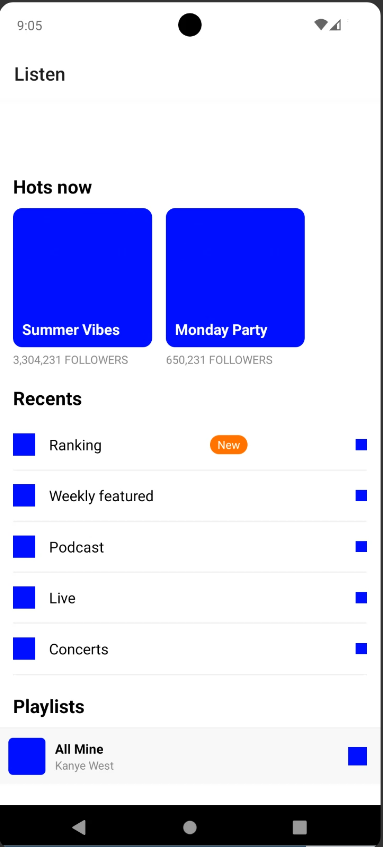 9:05
Listen
Hots now
Summer Vibes
Monday Party
3,304,231 FOLLOWERS
650,231 FOLLOWERS
Recents
Ranking
New
Weekly featured
Podcast
Live
Concerts
Playlists
All Mine
Kanye West